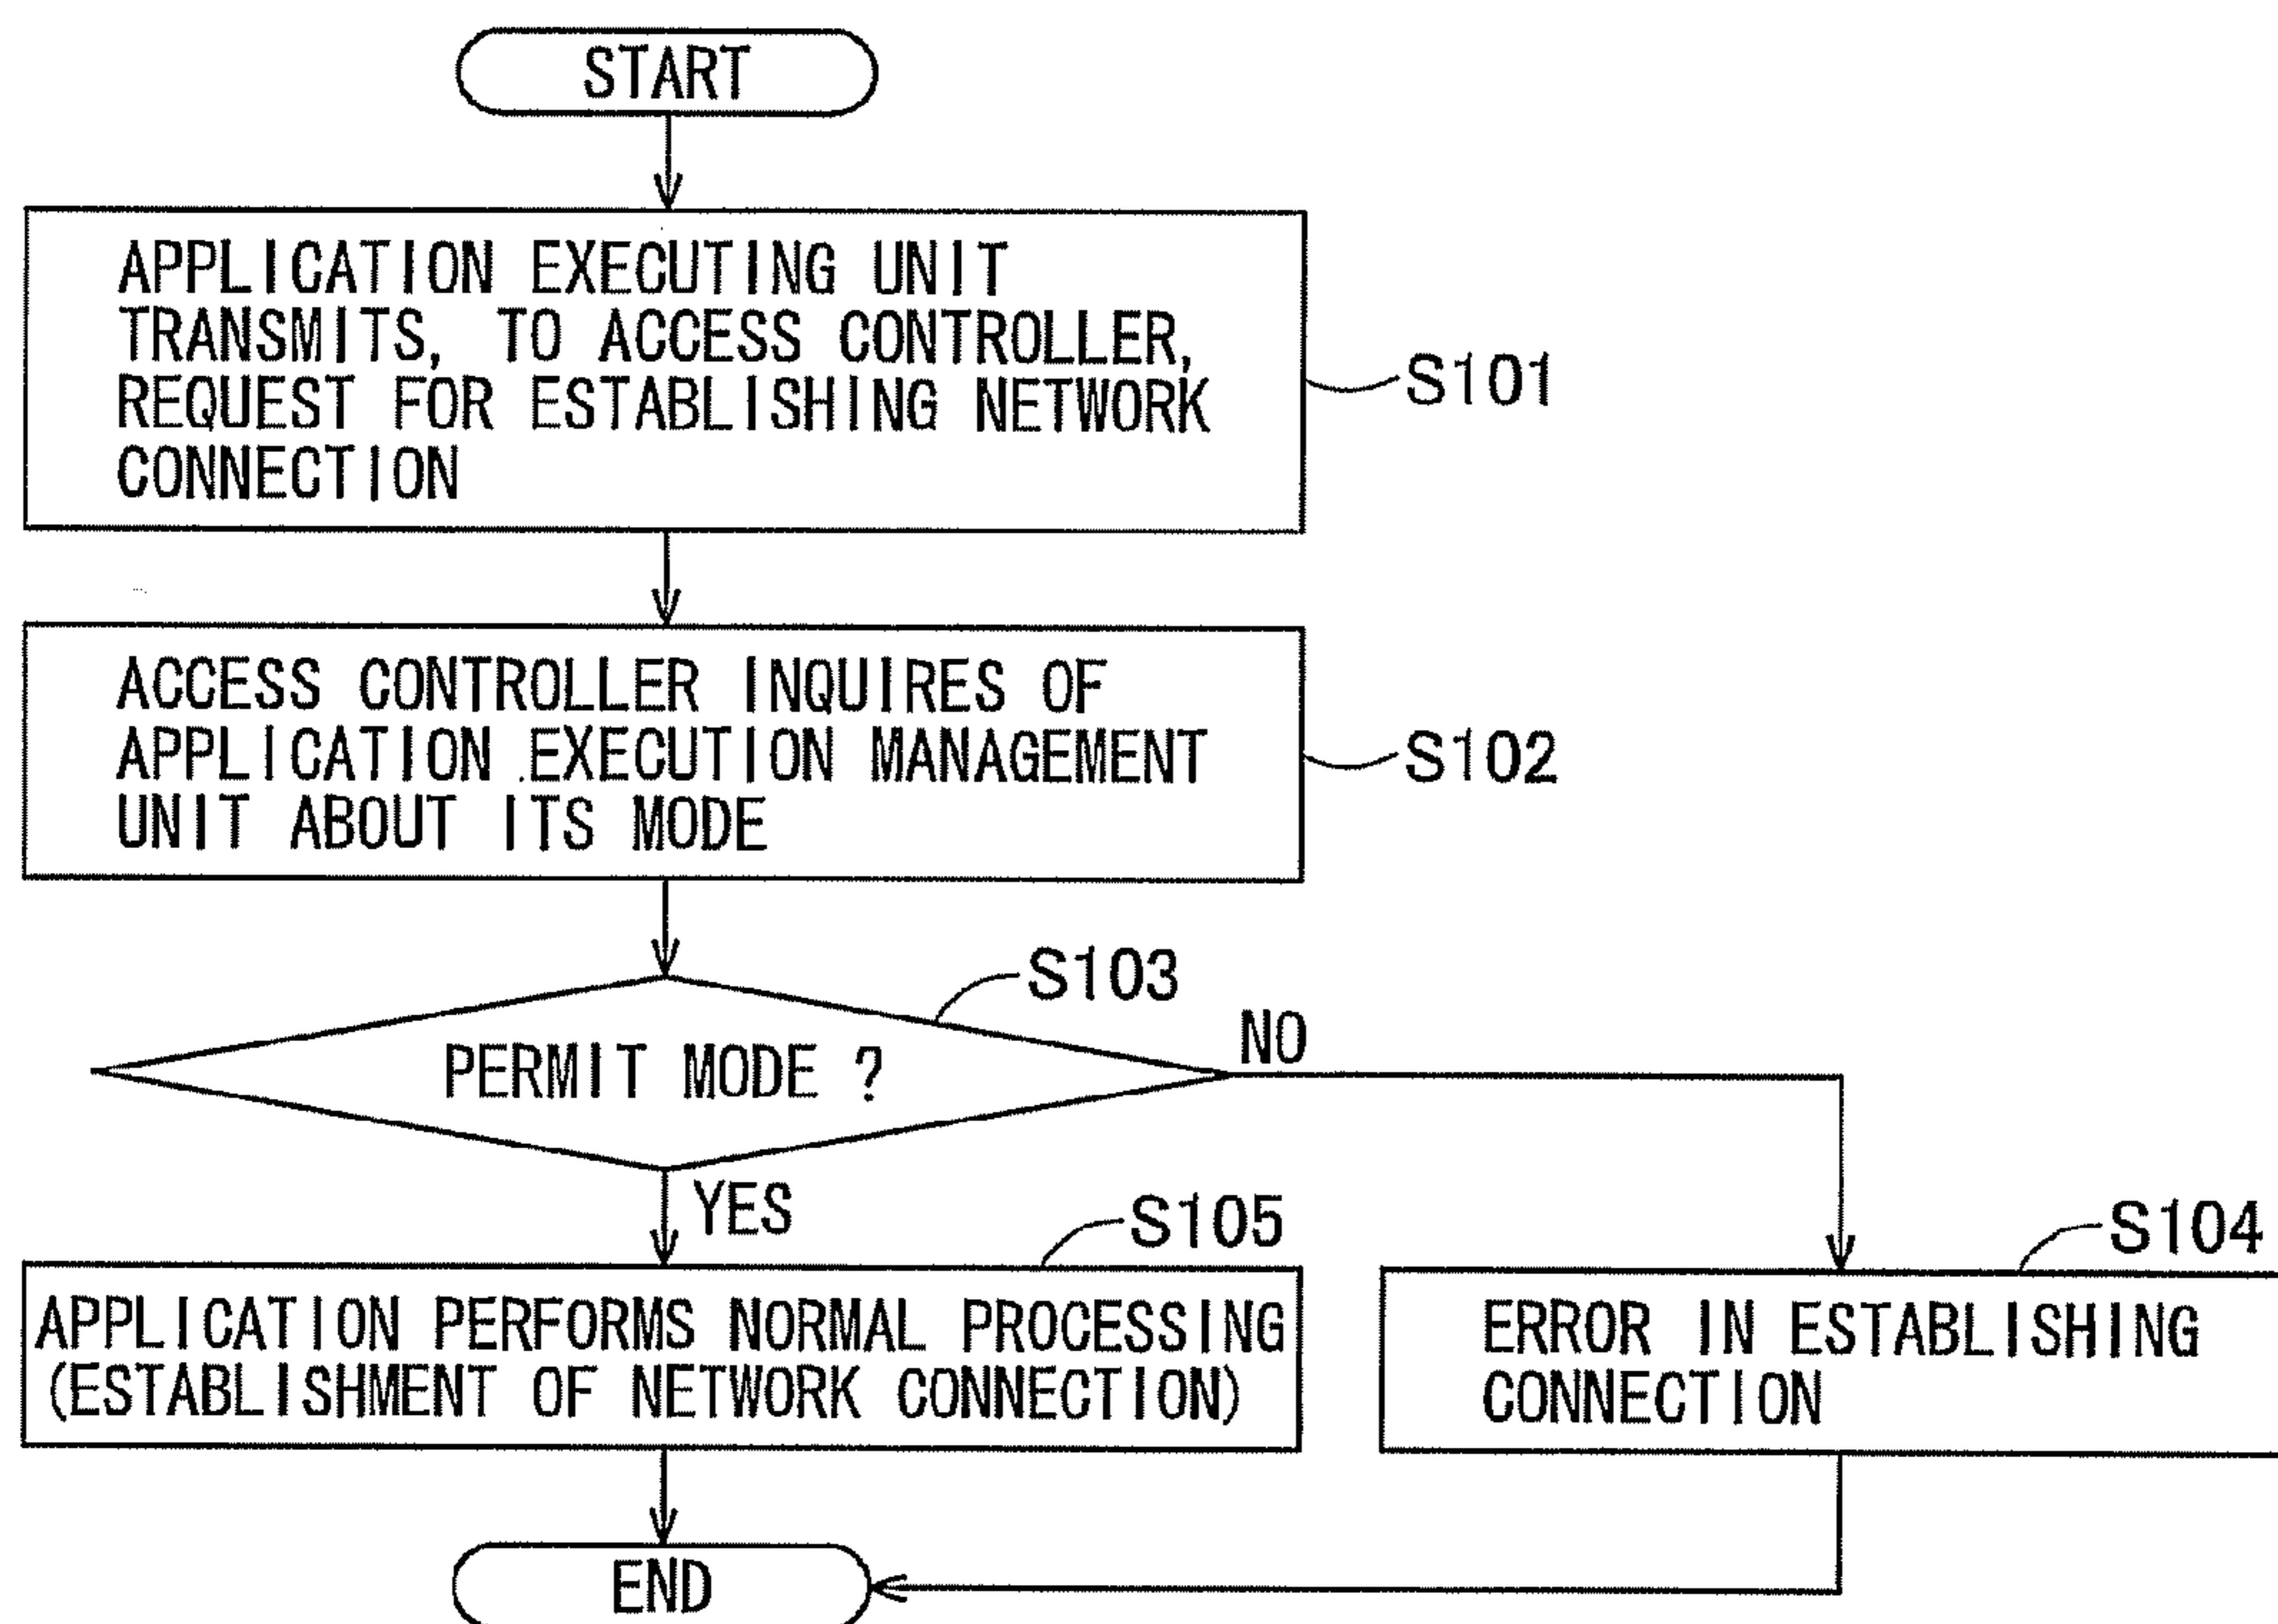 START
APPLICATION EXECUTING UNIT
TRANSMITS, TO ACCESS CONTROLLER,
REQUEST FOR ESTABLISHING NETWORK
CONNECTION
S101
ACCESS CONTROLLER INQUIRES OF
APPLICATION EXECUTION MANAGEMENT
UNIT ABOUT ITS MODE
S102
S103
PERMIT MODE ?
NO
YES
S105
APPLICATION PERFORMS NORMAL PROCESSING
(ESTABLISHMENT OF NETWORK CONNECTION)
S104
ERROR IN ESTABLISHING
CONNECTION
END